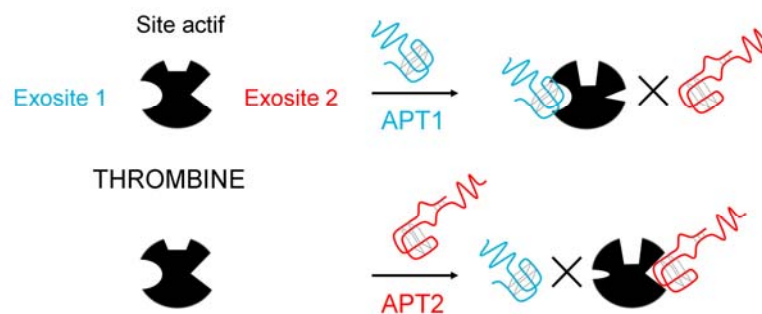 Site actif
Exosite 1
Exosite 2
APT1
THROMBINE
APT2